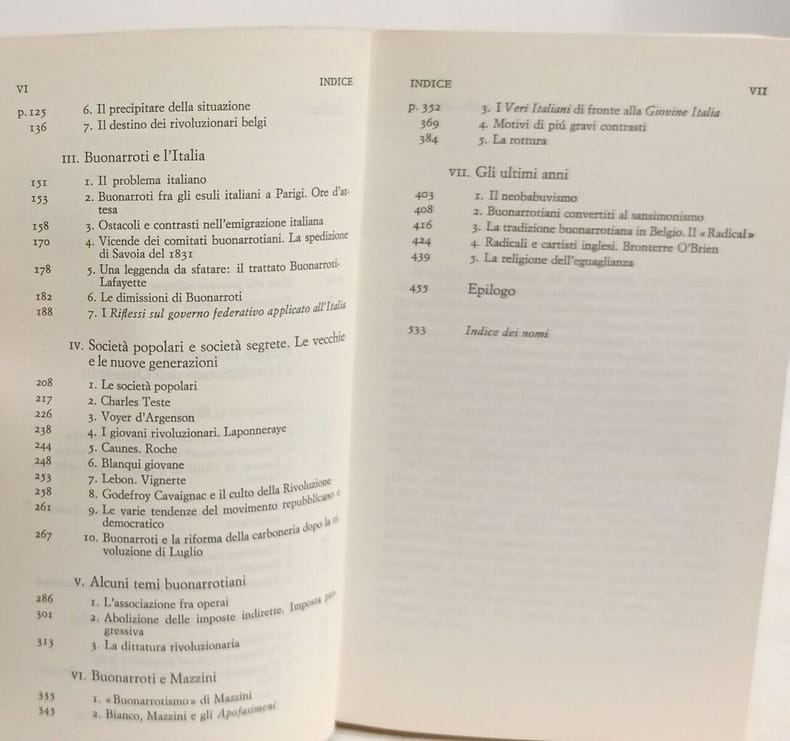 VI INDICE
p. 125 6. Il precipitare della situazione
136 7. Il destino dei rivoluzionari belgi
III. Buonarroti e l'Italia
151 1. Il problema italiano
153 2. Buonarroti fra gli esuli italiani a Parigi. Ore d'at-
tesa
158 3. Ostacoli e contrasti nell'emigrazione italiana
170 4. Vicende dei comitati buonarrotiani. La spedizione
di Savoia del 1831
178 5. Una leggenda da sfatare: il trattato Buonarroti-
Lafayette
182 6. Le dimissioni di Buonarroti
188 7. I Riflessi sul governo federativo applicato all'Italia
IV. Società popolari e società segrete. Le vecchie
e le nuove generazioni
208 1. Le società popolari
217 2. Charles Teste
226 3. Voyer d'Argenson
238 4. I giovani rivoluzionari. Laponneraye
244 5. Caunes. Roche
248 6. Blanqui giovane
253 7. Lebon. Vignerte
258 8. Godefroy Cavaignac e il culto della Rivoluzione
261 9. Le varie tendenze del movimento repubblicano e
democratico
267 10. Buonarroti e la riforma della carboneria dopo la ri-
voluzione di Luglio
V. Alcuni temi buonarrotiani
286 1. L'associazione fra operai
301 2. Abolizione delle imposte indirette. Imposta pro-
gressiva
313 3. La dittatura rivoluzionaria
VI. Buonarroti e Mazzini
333 1. «Buonarrotismo» di Mazzini
343 2. Bianco, Mazzini e gli Apofasimeni
INDICE VII
p. 352 3. I Veri Italiani di fronte alla Giovine Italia
369 4. Motivi di piú gravi contrasti
384 5. La rottura
VII. Gli ultimi anni
403 1. Il neobabuvismo
408 2. Buonarrotiani convertiti al sansimonismo
416 3. La tradizione buonarrotiana in Belgio. Il «Radical»
424 4. Radicali e cartisti inglesi. Bronterre O'Brien
439 5. La religione dell'eguaglianza
455 Epilogo
533 Indice dei nomi